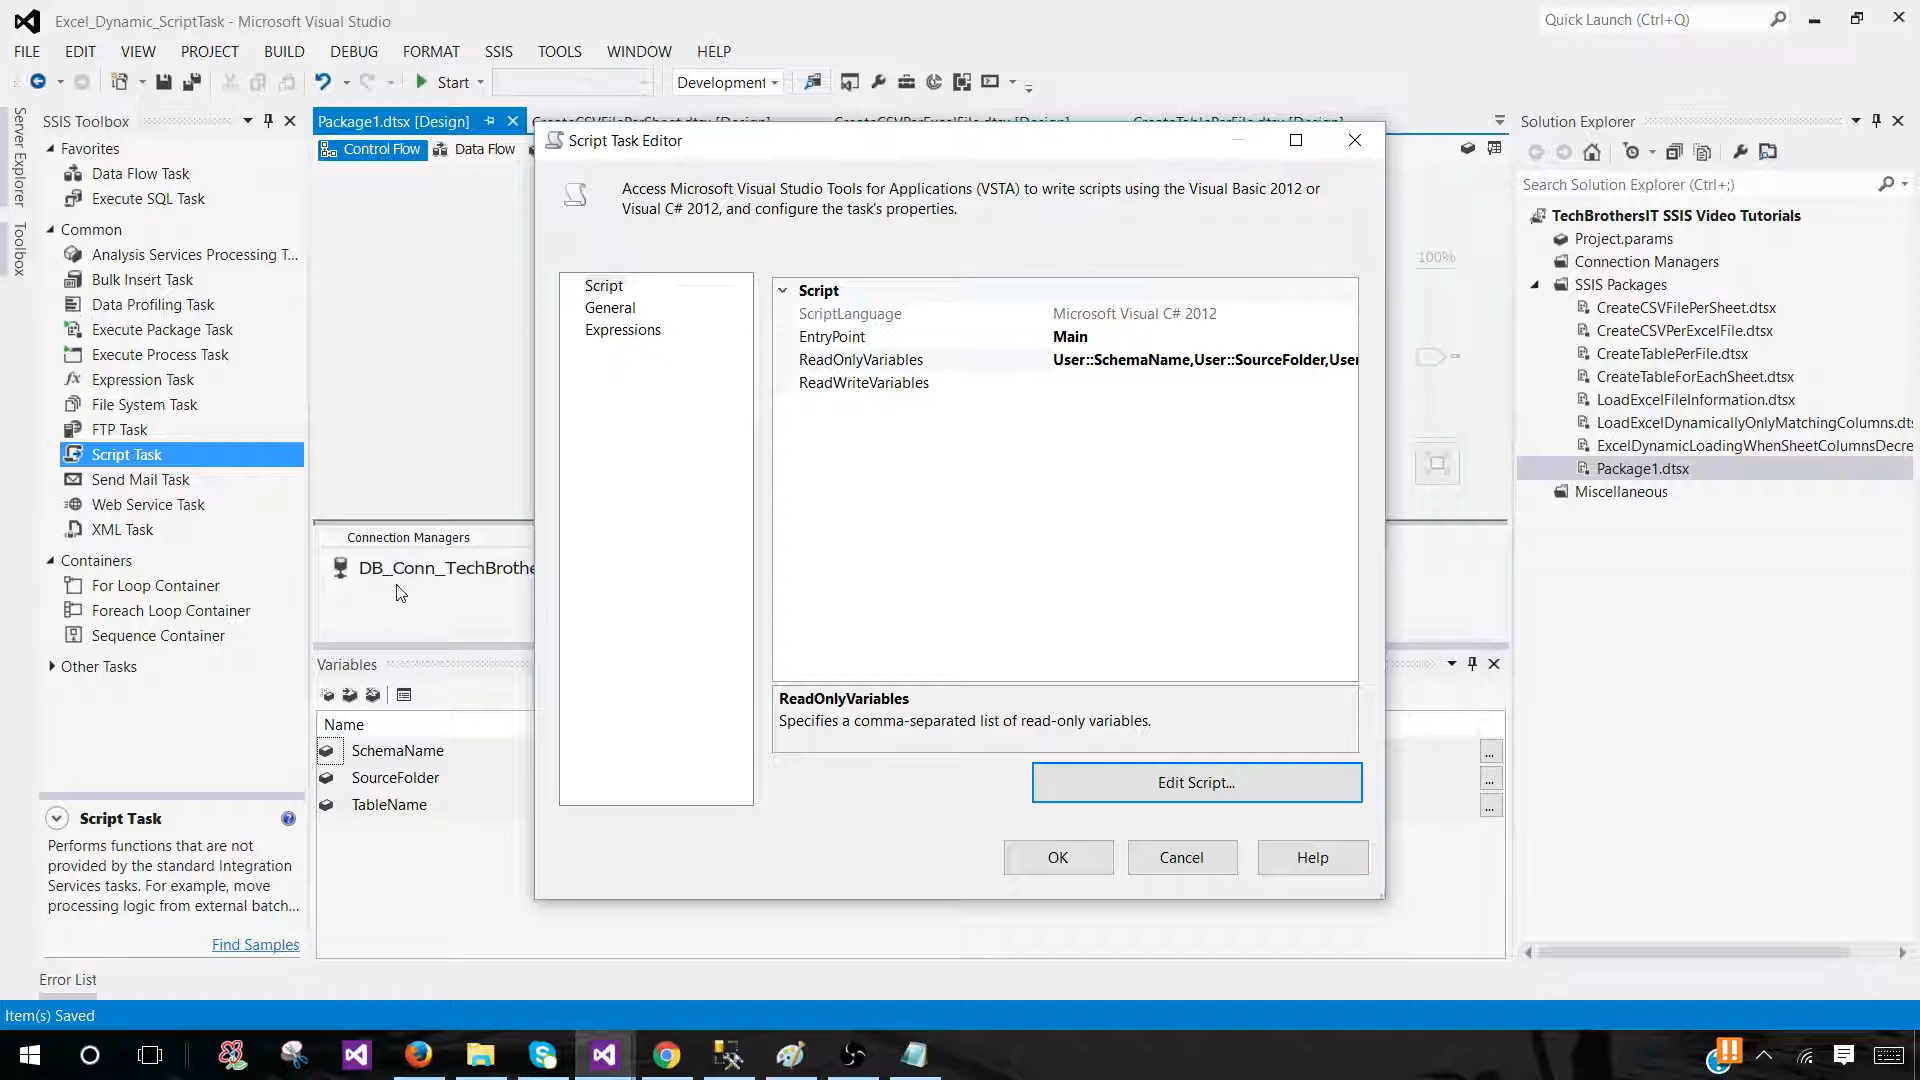 Excel_Dynamic_ScriptTask - Microsoft Visual Studio
Quick Launch (Ctrl+Q)
FILE EDIT VIEW PROJECT BUILD DEBUG FORMAT SSIS TOOLS WINDOW HELP
Start
Development
Server Explorer
Toolbox
SSIS Toolbox
Favorites
Data Flow Task
Execute SQL Task
Common
Analysis Services Processing T...
Bulk Insert Task
Data Profiling Task
Execute Package Task
Execute Process Task
Expression Task
File System Task
FTP Task
Script Task
Send Mail Task
Web Service Task
XML Task
Containers
For Loop Container
Foreach Loop Container
Sequence Container
Other Tasks
Script Task
Performs functions that are not
provided by the standard Integration
Services tasks. For example, move
processing logic from external batch...
Find Samples
Error List
Item(s) Saved
Package1.dtsx [Design]
Control Flow
Data Flow
100%
Connection Managers
DB_Conn_TechBrothe
Variables
Name
SchemaName
SourceFolder
TableName
Script Task Editor
Access Microsoft Visual Studio Tools for Applications (VSTA) to write scripts using the Visual Basic 2012 or
Visual C# 2012, and configure the task's properties.
Script
General
Expressions
Script
ScriptLanguage Microsoft Visual C# 2012
EntryPoint Main
ReadOnlyVariables User::SchemaName,User::SourceFolder,User
ReadWriteVariables
ReadOnlyVariables
Specifies a comma-separated list of read-only variables.
Edit Script...
OK Cancel Help
Solution Explorer
Search Solution Explorer (Ctrl+;)
TechBrothersIT SSIS Video Tutorials
Project.params
Connection Managers
SSIS Packages
CreateCSVFilePerSheet.dtsx
CreateCSVPerExcelFile.dtsx
CreateTablePerFile.dtsx
CreateTableForEachSheet.dtsx
LoadExcelFileInformation.dtsx
LoadExcelDynamicallyOnlyMatchingColumns.dt
ExcelDynamicLoadingWhenSheetColumnsDecre
Package1.dtsx
Miscellaneous